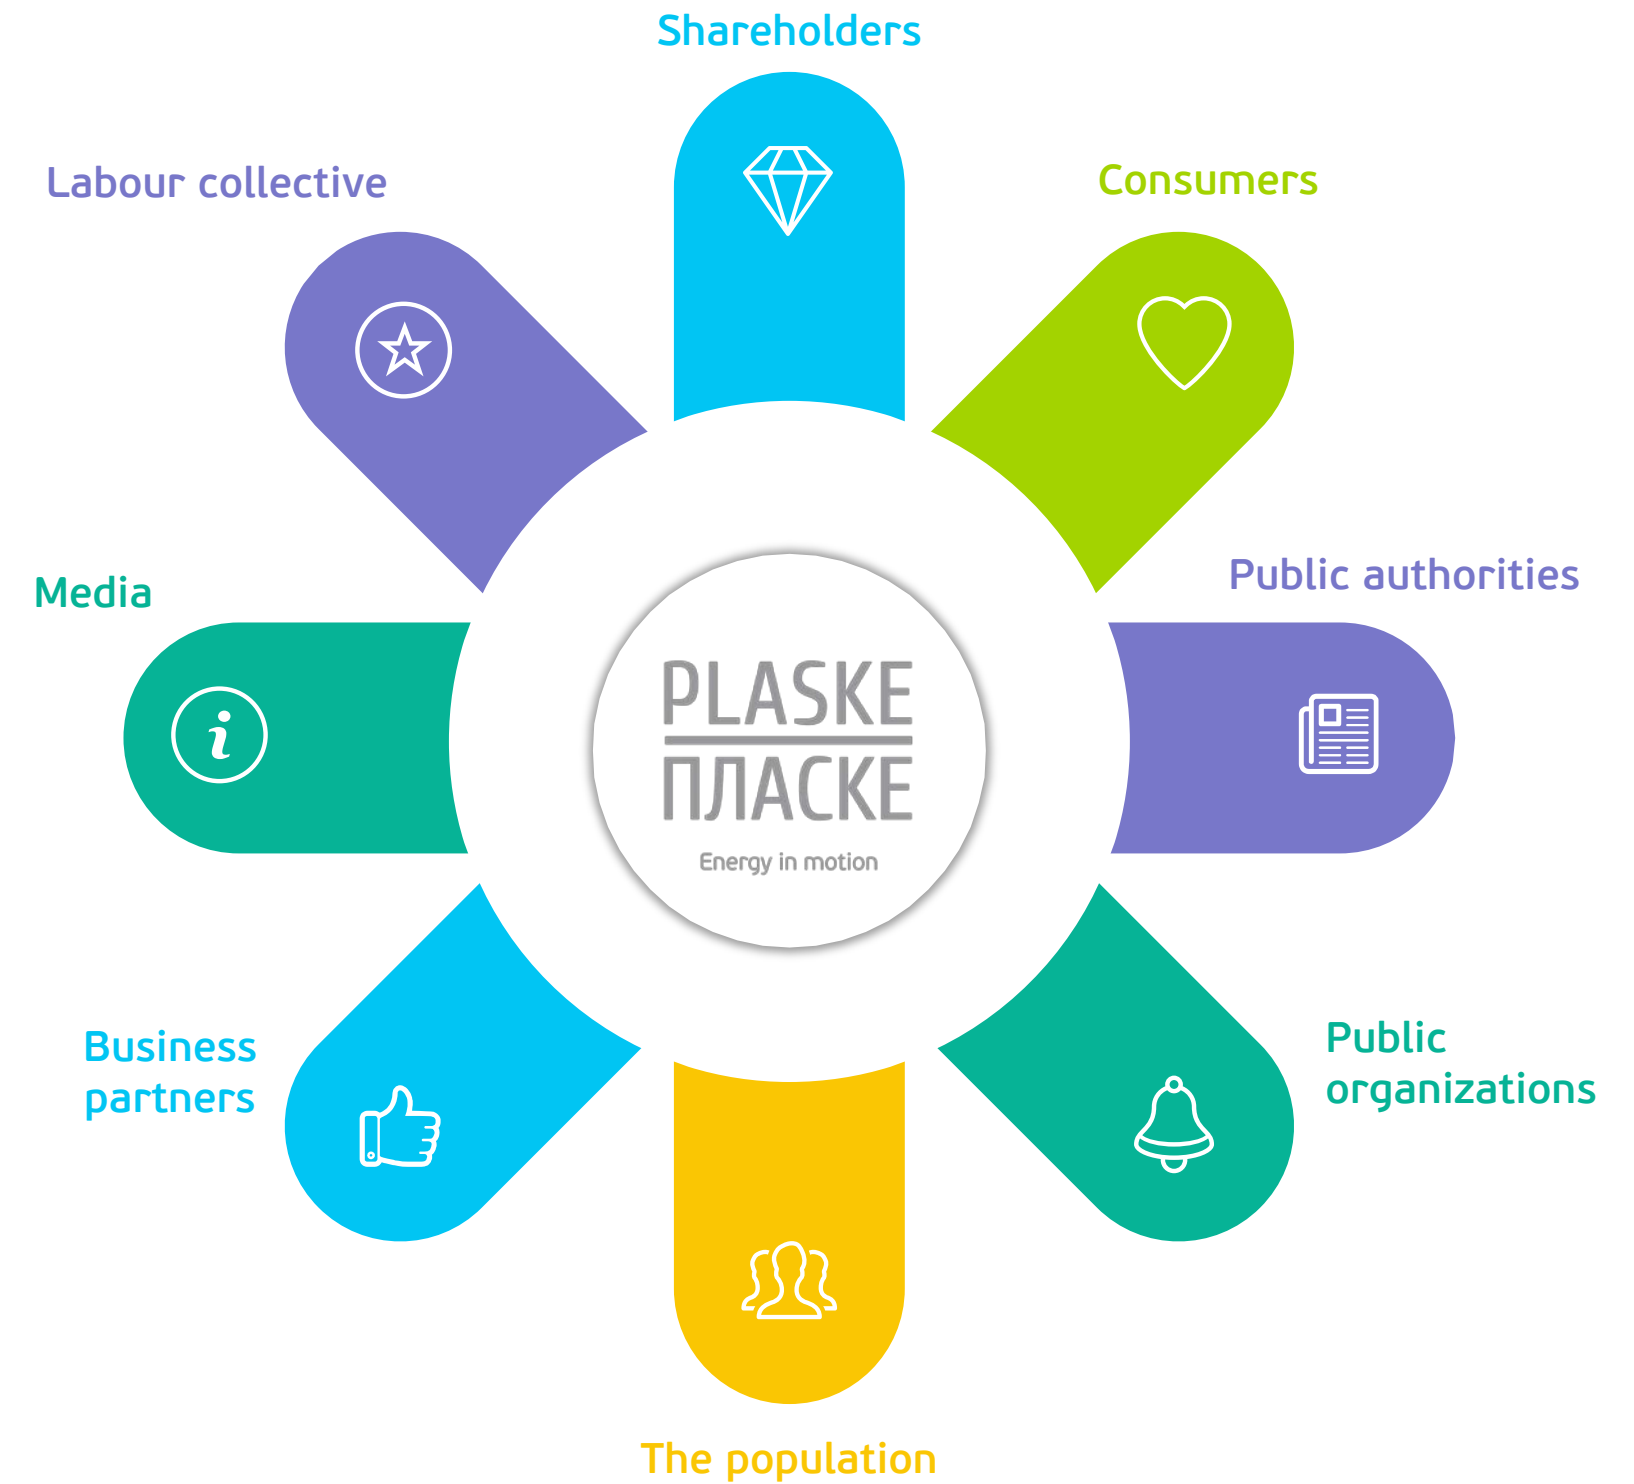 Shareholders
Labour collective
Consumers
Public authorities
Media
PLASKE
ПЛАСКЕ
Energy in motion
Business
partners
Public
organizations
The population